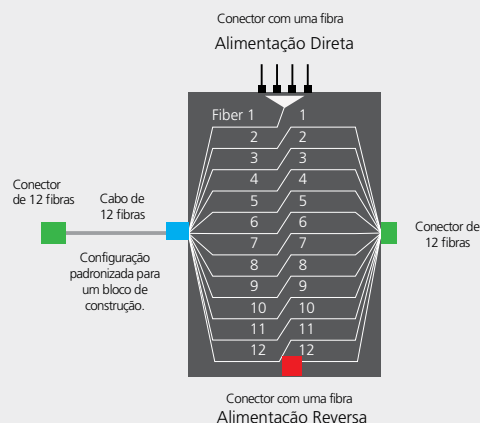 Conector com uma fibra
Alimentação Direta
Fiber 1 1
2 2
3 3
4 4
5 5
6 6
7 7
8 8
9 9
10 10
11 11
12 12
Conector
de 12 fibras
Cabo de
12 fibras
Configuração
padronizada para
um bloco de
construção.
Conector de
12 fibras
Conector com uma fibra
Alimentação Reversa